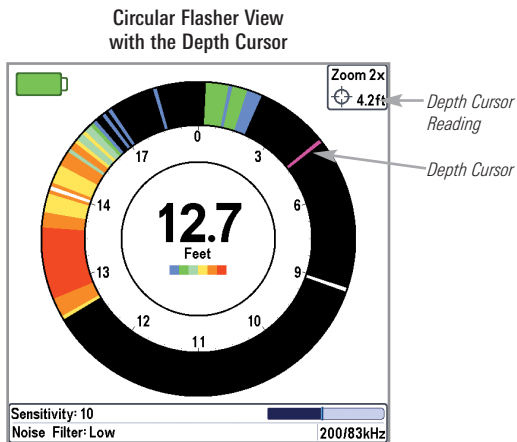 Circular Flasher View
with the Depth Cursor
Zoom 2x
4.2ft
Depth Cursor
Reading
Depth Cursor
0
3
6
9
10
11
12
13
14
17
12.7
Feet
Sensitivity: 10
Noise Filter: Low
200/83kHz